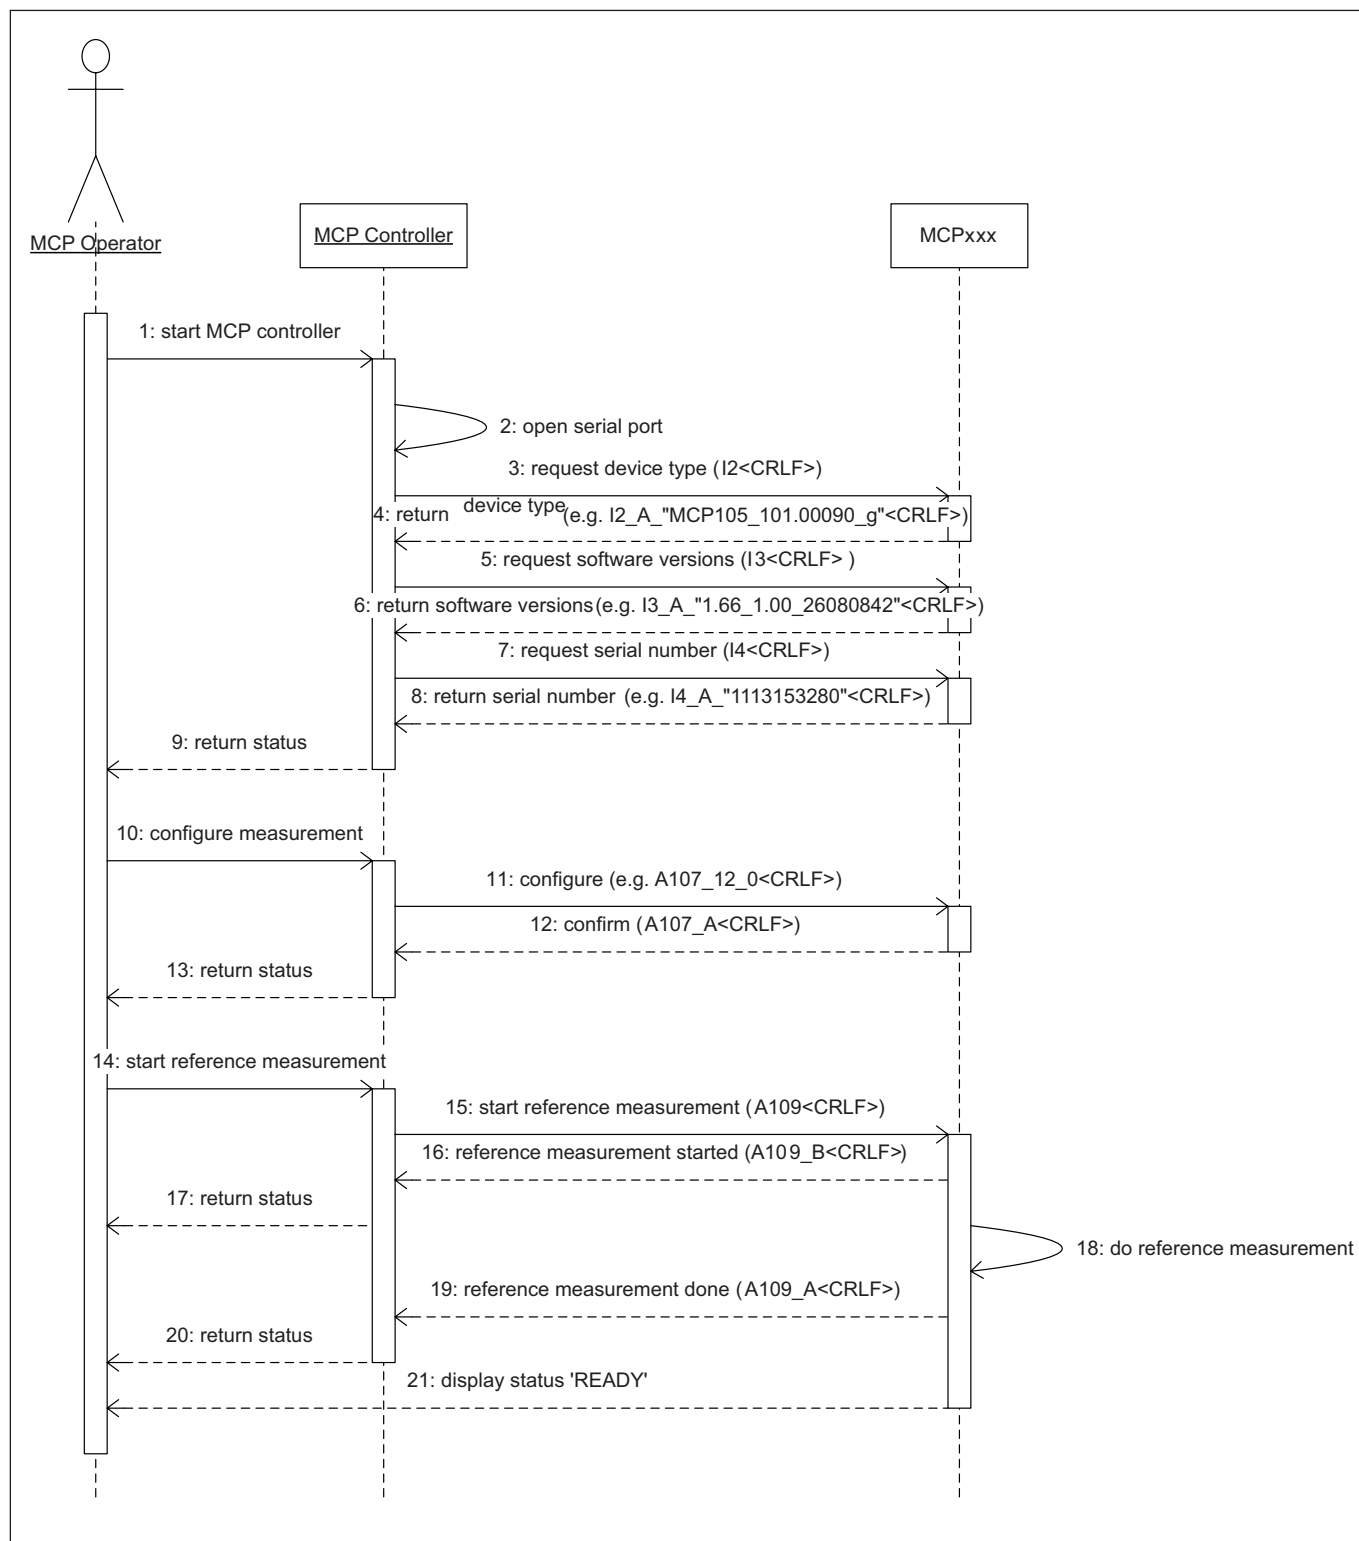 MCP Operator
MCP Controller
MCPxxx
1: start MCP controller
2: open serial port
3: request device type (I2<CRLF>)
4: return device type (e.g. I2_A_"MCP105_101.00090_g"<CRLF>)
5: request software versions (I3<CRLF> )
6: return software versions (e.g. I3_A_"1.66_1.00_26080842"<CRLF>)
7: request serial number (I4<CRLF>)
8: return serial number (e.g. I4_A_"1113153280"<CRLF>)
9: return status
10: configure measurement
11: configure (e.g. A107_12_0<CRLF>)
12: confirm (A107_A<CRLF>)
13: return status
14: start reference measurement
15: start reference measurement (A109<CRLF>)
16: reference measurement started (A109_B<CRLF>)
17: return status
18: do reference measurement
19: reference measurement done (A109_A<CRLF>)
20: return status
21: display status 'READY'